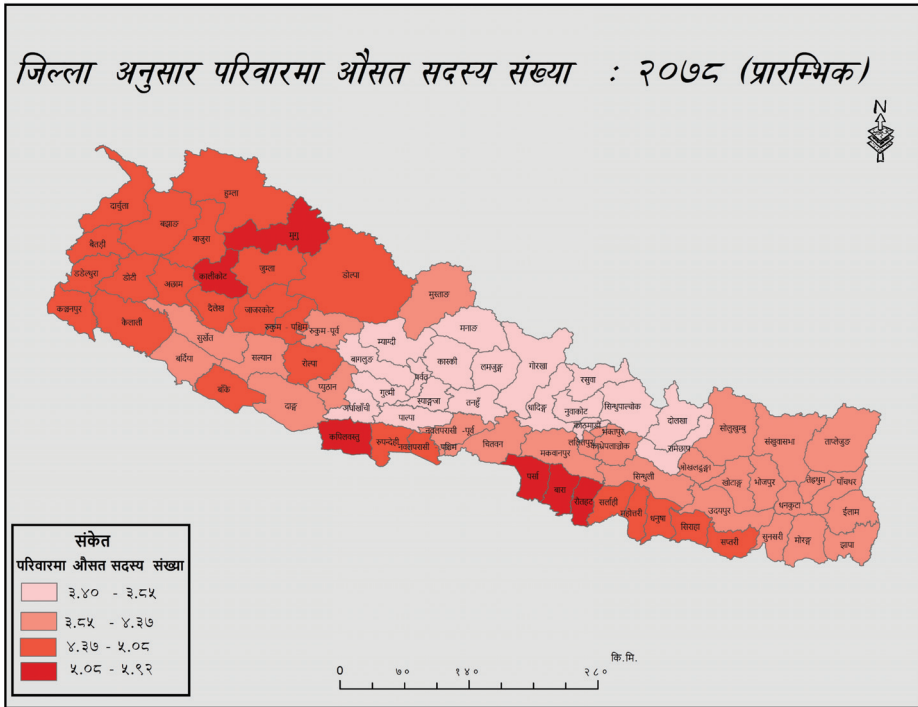 जिल्ला अनुसार परिवारमा औसत सदस्य संख्या : २०७८ (प्रारम्भिक)
N
हुम्ला
दार्चुला
बझाङ
बाजुरा
मुगु
बैतडी
कालीकोट
जुम्ला
डडेल्धुरा
डोटी
अछाम
डोल्पा
मुस्ताङ
कञ्चनपुर
कैलाली
दैलेख
जाजरकोट
रुकुम - पश्चिम
रुकुम -पूर्व
मनाङ
सुर्खेत
सल्यान
रोल्पा
म्याग्दी
बर्दिया
बागलुङ
कास्की
लमजुङ्ग
गोरखा
रसुवा
पर्वत
बाँके
दाङ्ग
प्युठान
गुल्मी
स्याङ्जा
तनहुँ
धादिङ्ग
नुवाकोट
सिन्धुपाल्चोक
दोलखा
अर्घाखाँची
पाल्पा
काठमाडौं
भक्तपुर
ललितपुर
काभ्रेपलाञ्चोक
रामेछाप
सोलुखुम्बु
संखुवासभा
ताप्लेजुङ
कपिलवस्तु
रुपन्देही
नवलपरासी -पूर्व
नवलपरासी पश्चिम
चितवन
मकवानपुर
सिन्धुली
ओखलढुङ्गा
खोटाङ्ग
भोजपुर
तेह्रथुम
पाँचथर
पर्सा
बारा
रौतहट
सर्लाही
महोत्तरी
धनुषा
सिराहा
सप्तरी
उदयपुर
धनकुटा
सुनसरी
मोरङ्ग
ईलाम
झापा
संकेत
परिवारमा औसत सदस्य संख्या
३.४० - ३.८५
३.८५ - ४.३७
४.३७ - ५.०८
५.०८ - ५.९२
कि.मि.
0 ७० १४० २८०